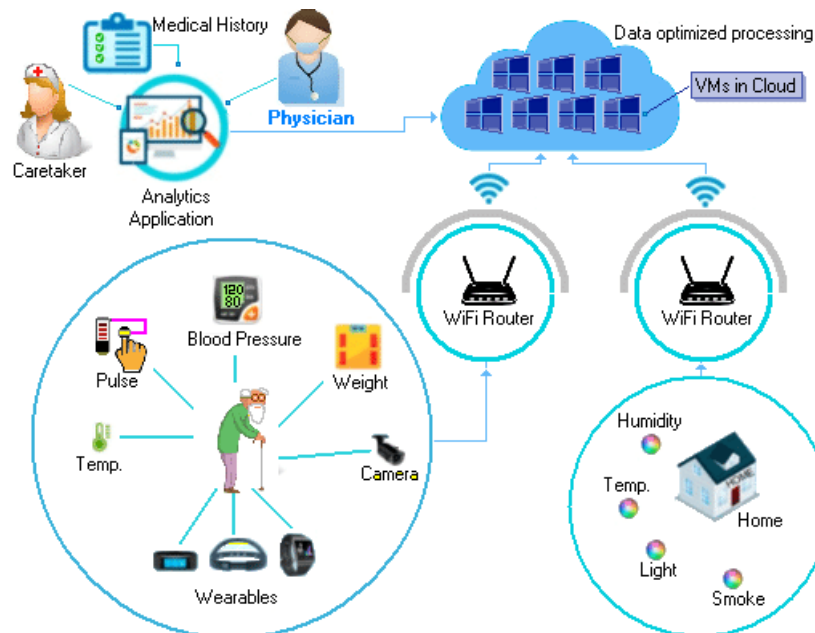 Medical History
Data optimized processing
VMs in Cloud
Physician
Caretaker
Analytics
Application
WiFi Router
WiFi Router
120
80
Blood Pressure
Pulse
Weight
Temp.
Camera
Wearables
Humidity
Temp.
HOME
Home
Light
Smoke